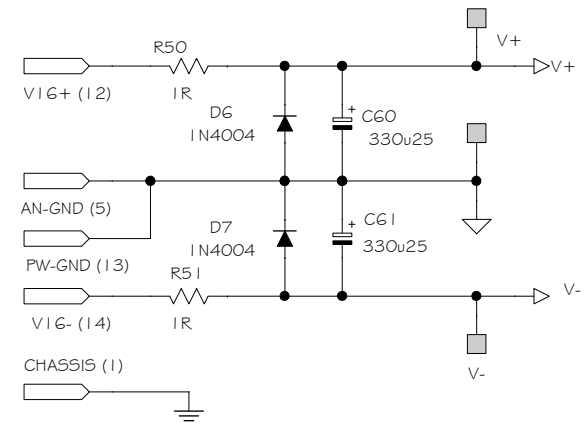 R50
V+
V+
V16+ (12)
1R
D6
1N4004
+
C60
330u25
AN-GND (5)
D7
1N4004
+
C61
330u25
PW-GND (13)
R51
V-
V16- (14)
1R
CHASSIS (1)
V-